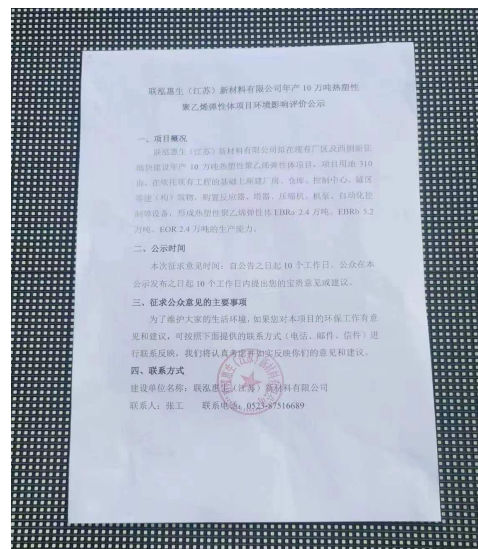 联泓惠生（江苏）新材料有限公司年产 10 万吨热塑性
聚乙烯弹性体项目环境影响评价公示
一、项目概况
联泓惠生（江苏）新材料有限公司拟在现有厂区及西侧新征
地块建设年产 10 万吨热塑性聚乙烯弹性体项目，项目用地 310
亩，在依托现有工程的基础上新建厂房、仓库、控制中心、罐区
等建（构）筑物，购置反应器、塔器、压缩机、机泵、自动化控
制等设备，形成热塑性聚乙烯弹性体 EBRa 2.4 万吨、EBRb 5.2
万吨、EOR 2.4 万吨的生产能力。
二、公示时间
本次征求意见时间：自公告之日起 10 个工作日。公众在本
公示发布之日起 10 个工作日内提出您的宝贵意见或建议。
三、征求公众意见的主要事项
为了维护大家的生活环境，如果您对本项目的环保工作有意
见和建议，可按照下面提供的联系方式（电话、邮件、信件）进
行联系反映，我们将认真考虑并如实反映你们的意见和建议。
四、联系方式
建设单位名称：联泓惠生（江苏）新材料有限公司
联系人：张工 联系电话：0523-87516689